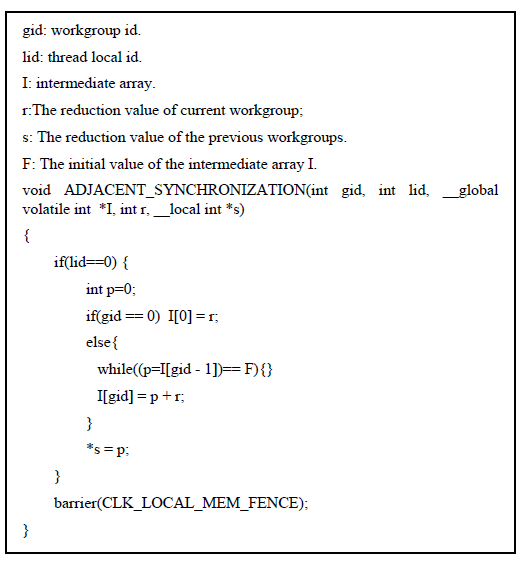 gid: workgroup id.
lid: thread local id.
I: intermediate array.
r:The reduction value of current workgroup;
s: The reduction value of the previous workgroups.
F: The initial value of the intermediate array I.
void ADJACENT_SYNCHRONIZATION(int gid, int lid, __global
volatile int *I, int r, __local int *s)
{
if(lid==0) {
int p=0;
if(gid == 0) I[0] = r;
else{
while((p=I[gid - 1])== F){}
I[gid] = p + r;
}
*s = p;
}
barrier(CLK_LOCAL_MEM_FENCE);
}